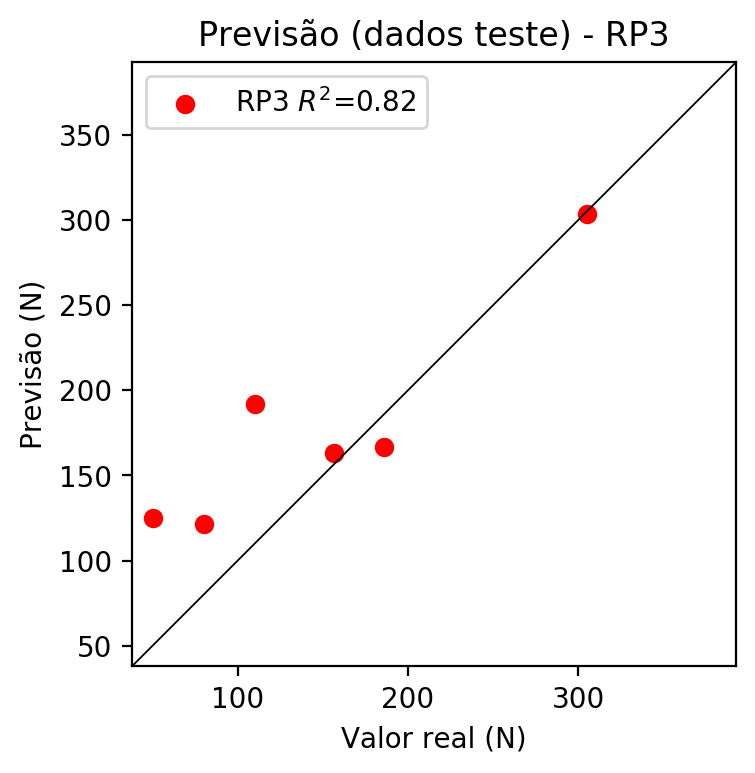 Previsão (dados teste) - RP3
RP3 R²=0.82
350
300
250
200
150
100
50
Previsão (N)
100 200 300
Valor real (N)